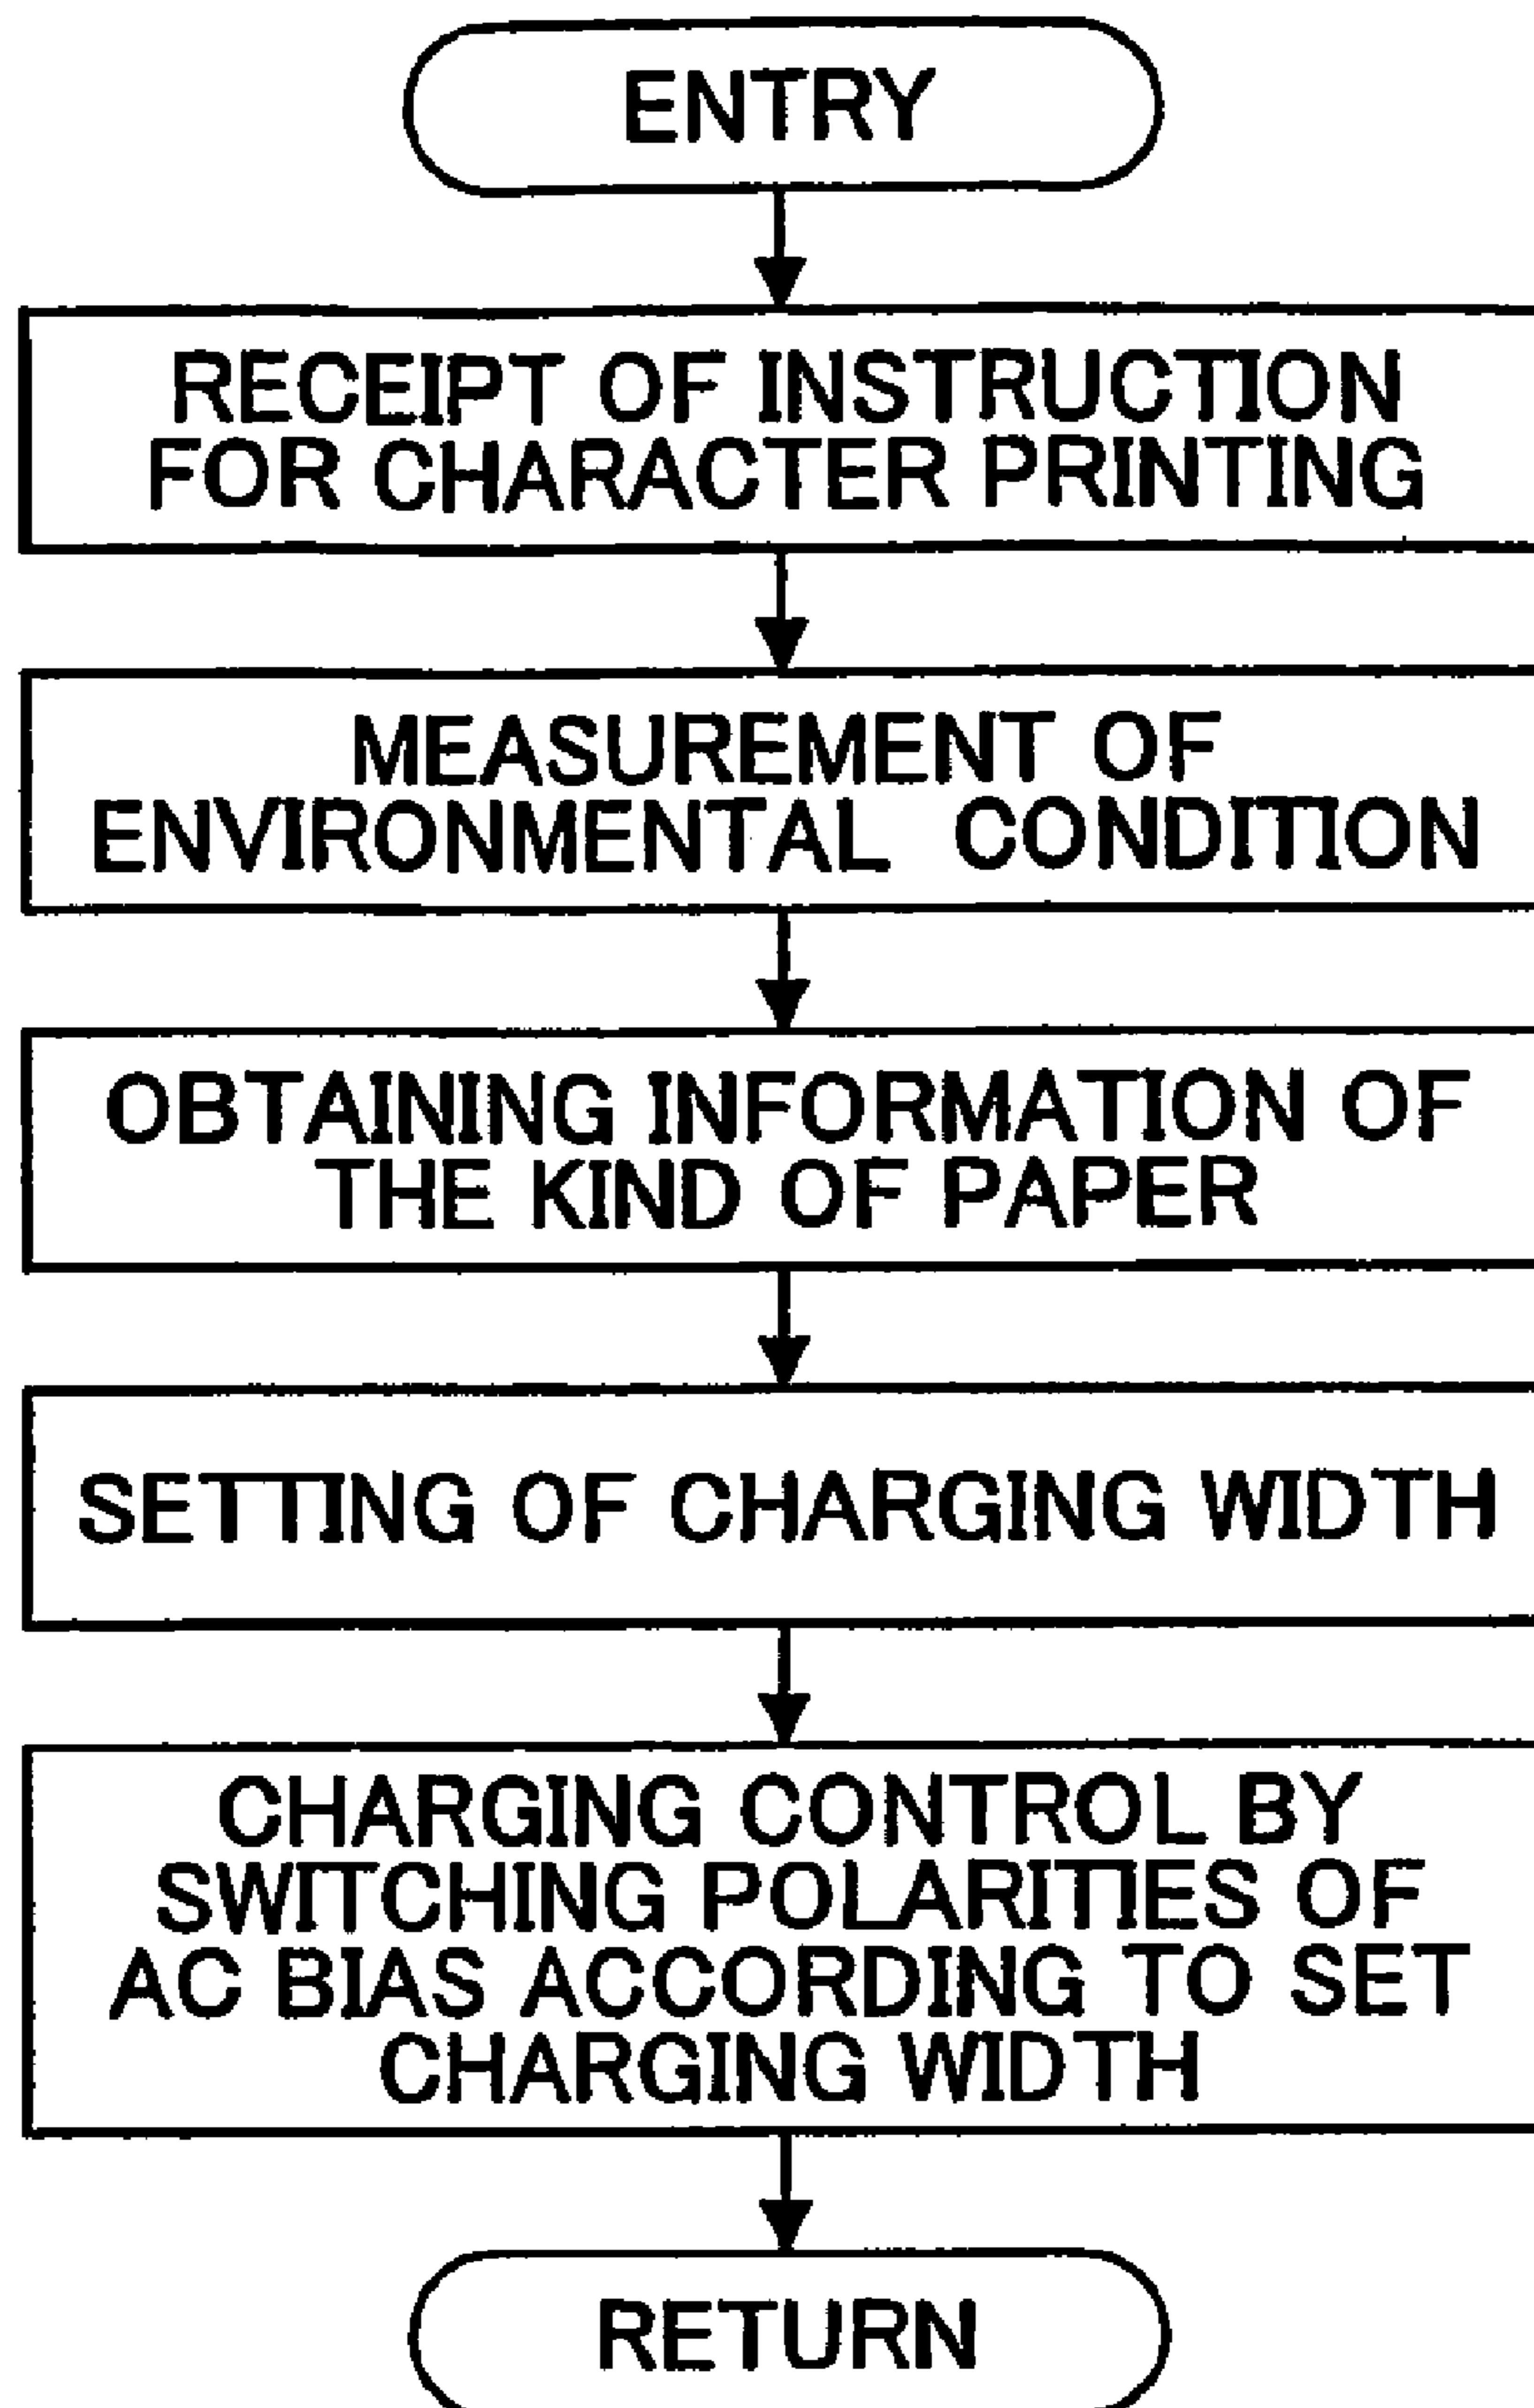 ENTRY
RECEIPT OF INSTRUCTION
FOR CHARACTER PRINTING
MEASUREMENT OF
ENVIRONMENTAL CONDITION
OBTAINING INFORMATION OF
THE KIND OF PAPER
SETTING OF CHARGING WIDTH
CHARGING CONTROL BY
SWITCHING POLARITIES OF
AC BIAS ACCORDING TO SET
CHARGING WIDTH
RETURN